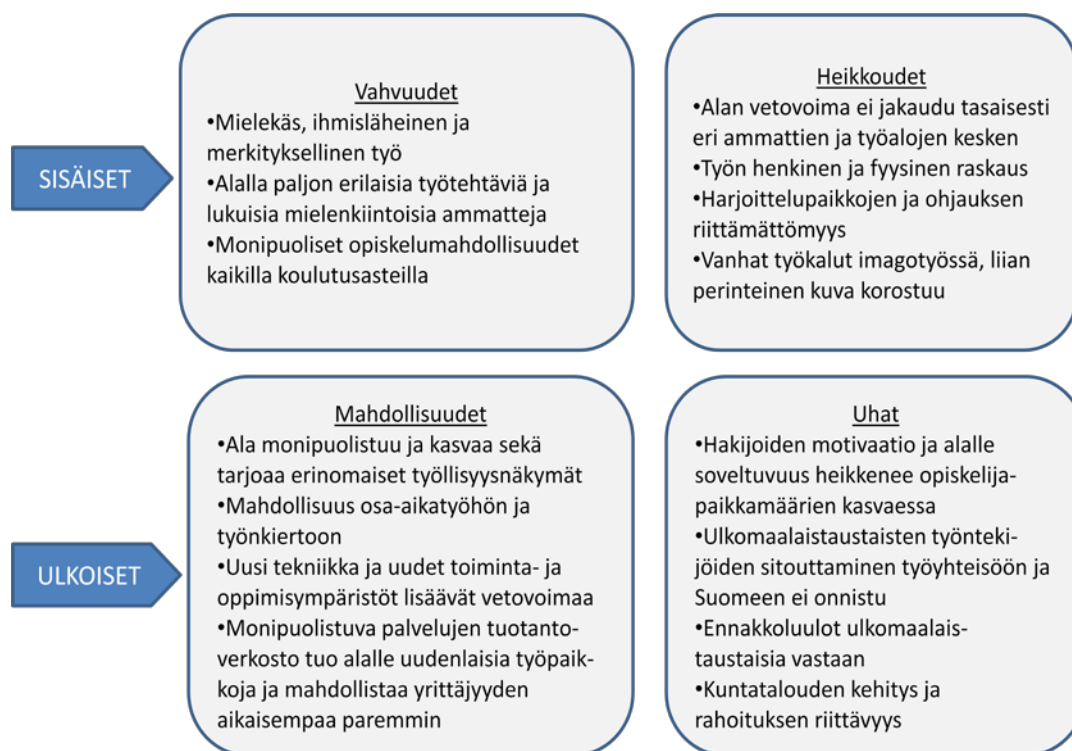 SISÄISET
Vahvuudet
•Mielekäs, ihmisläheinen ja
merkityksellinen työ
•Alalla paljon erilaisia työtehtäviä ja
lukuisia mielenkiintoisia ammatteja
•Monipuoliset opiskelumahdollisuudet
kaikilla koulutusasteilla
Heikkoudet
•Alan vetovoima ei jakaudu tasaisesti
eri ammattien ja työalojen kesken
•Työn henkinen ja fyysinen raskaus
•Harjoittelupaikkojen ja ohjauksen
riittämättömyys
•Vanhat työkalut imagotyössä, liian
perinteinen kuva korostuu
ULKOISET
Mahdollisuudet
•Ala monipuolistuu ja kasvaa sekä
tarjoaa erinomaiset työllisyysnäkymät
•Mahdollisuus osa-aikatyöhön ja
työnkiertoon
•Uusi tekniikka ja uudet toiminta- ja
oppimisympäristöt lisäävät vetovoimaa
•Monipuolistuva palvelujen tuotanto-
verkosto tuo alalle uudenlaisia työpaik-
koja ja mahdollistaa yrittäjyyden
aikaisempaa paremmin
Uhat
•Hakijoiden motivaatio ja alalle
soveltuvuus heikkenee opiskelija-
paikkamäärien kasvaessa
•Ulkomaalaistaustaisten työnteki-
jöiden sitouttaminen työyhteisöön ja
Suomeen ei onnistu
•Ennakkoluulot ulkomaalais-
taustaisia vastaan
•Kuntatalouden kehitys ja
rahoituksen riittävyys